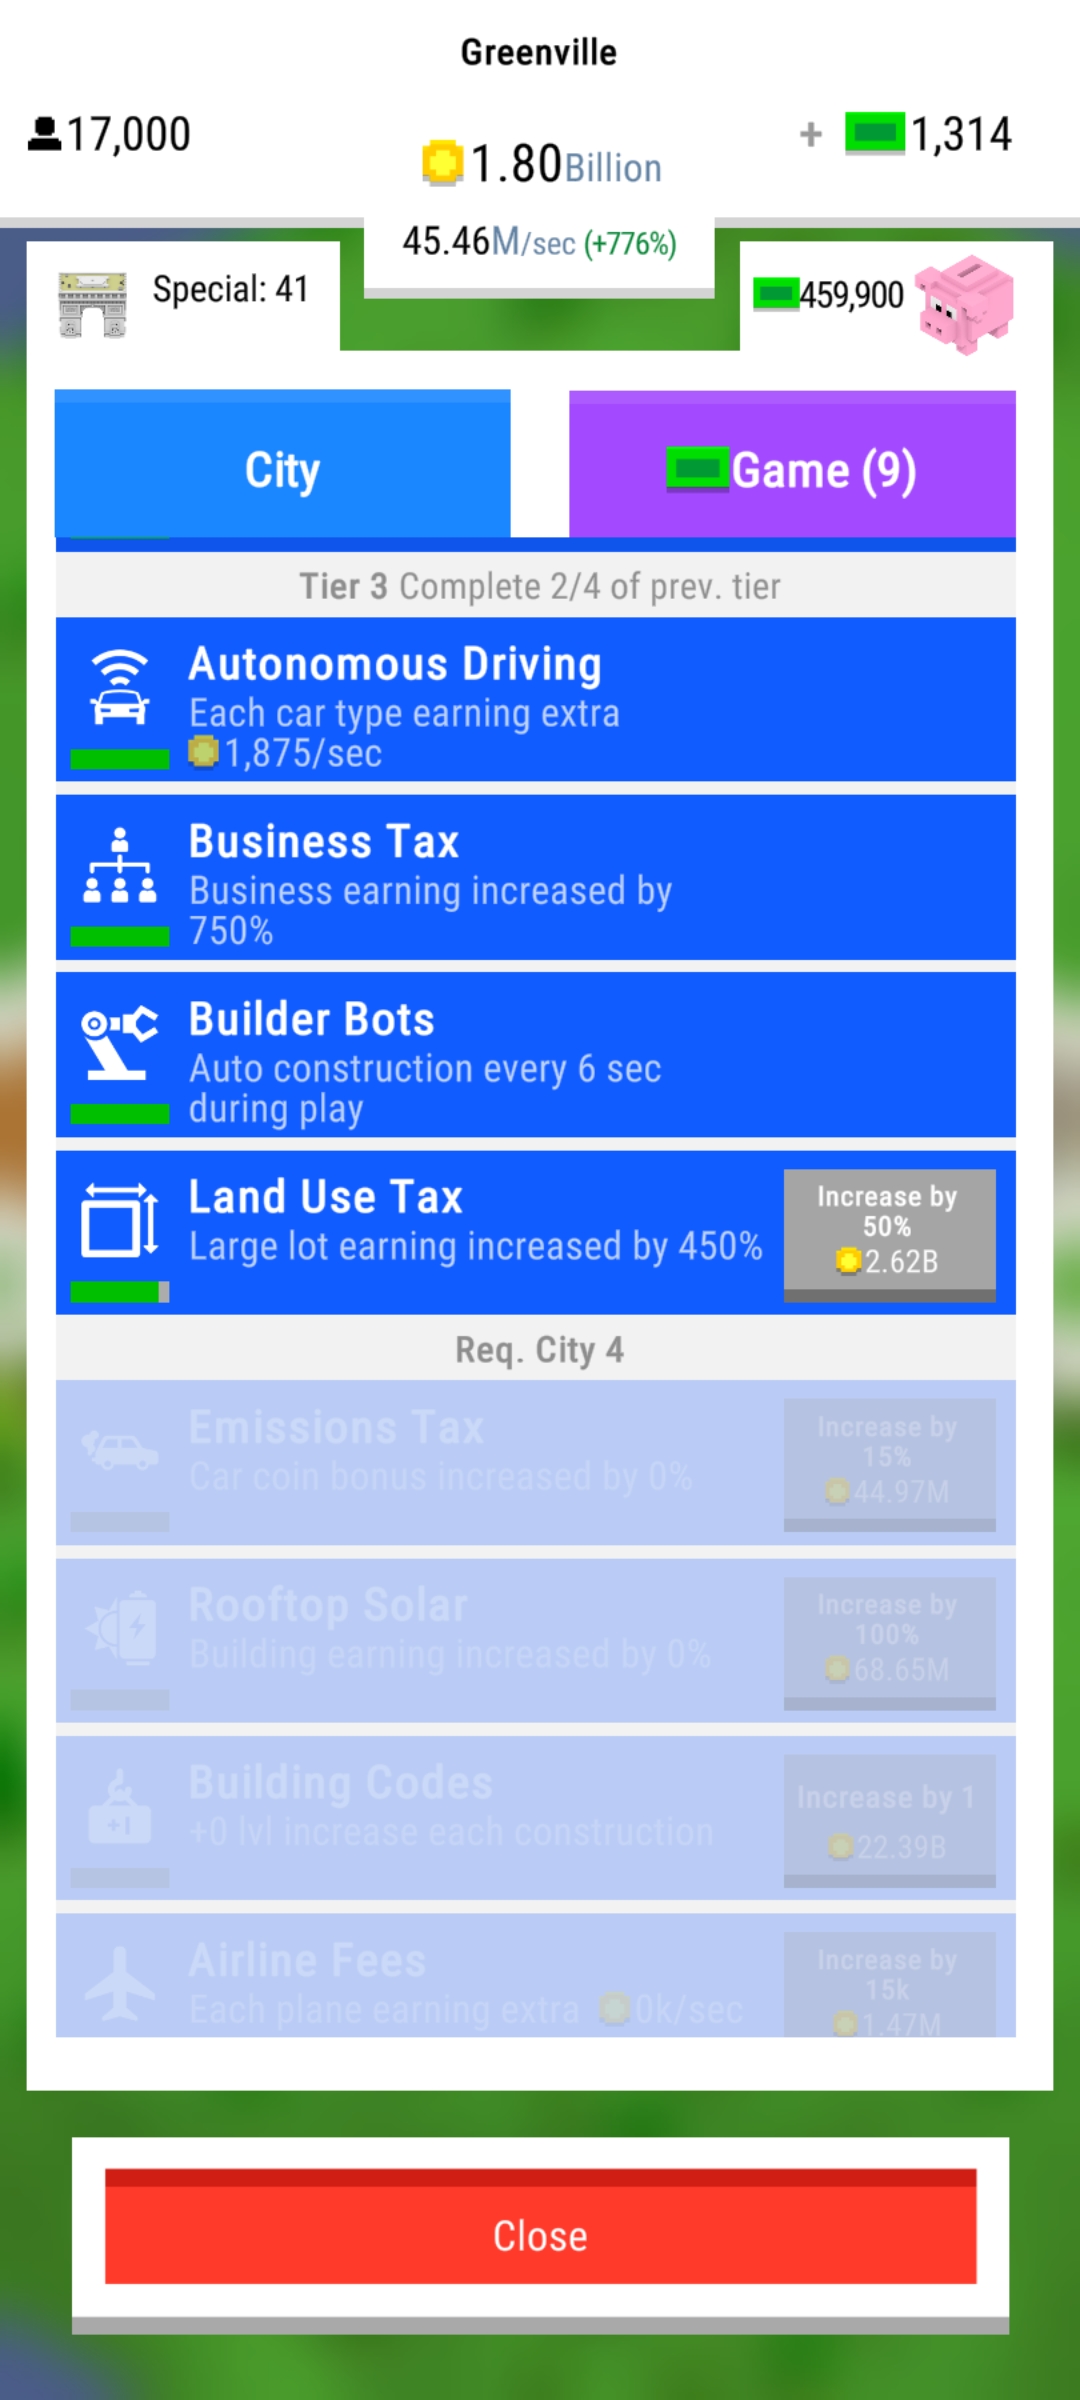 Greenville
17,000
1.80Billion
+ 1,314
45.46M/sec (+776%)
Special: 41
459,900
City
Game (9)
Tier 3 Complete 2/4 of prev. tier
Autonomous Driving
Each car type earning extra
1,875/sec
Business Tax
Business earning increased by
750%
Builder Bots
Auto construction every 6 sec
during play
Land Use Tax
Large lot earning increased by 450%
Increase by
50%
2.62B
Req. City 4
Emissions Tax
Car coin bonus increased by 0%
Increase by
15%
44.97M
Rooftop Solar
Building earning increased by 0%
Increase by
100%
68.65M
Building Codes
+0 lvl increase each construction
+1
Increase by 1
22.39B
Airline Fees
Each plane earning extra 0k/sec
Increase by
15k
1.47M
Close